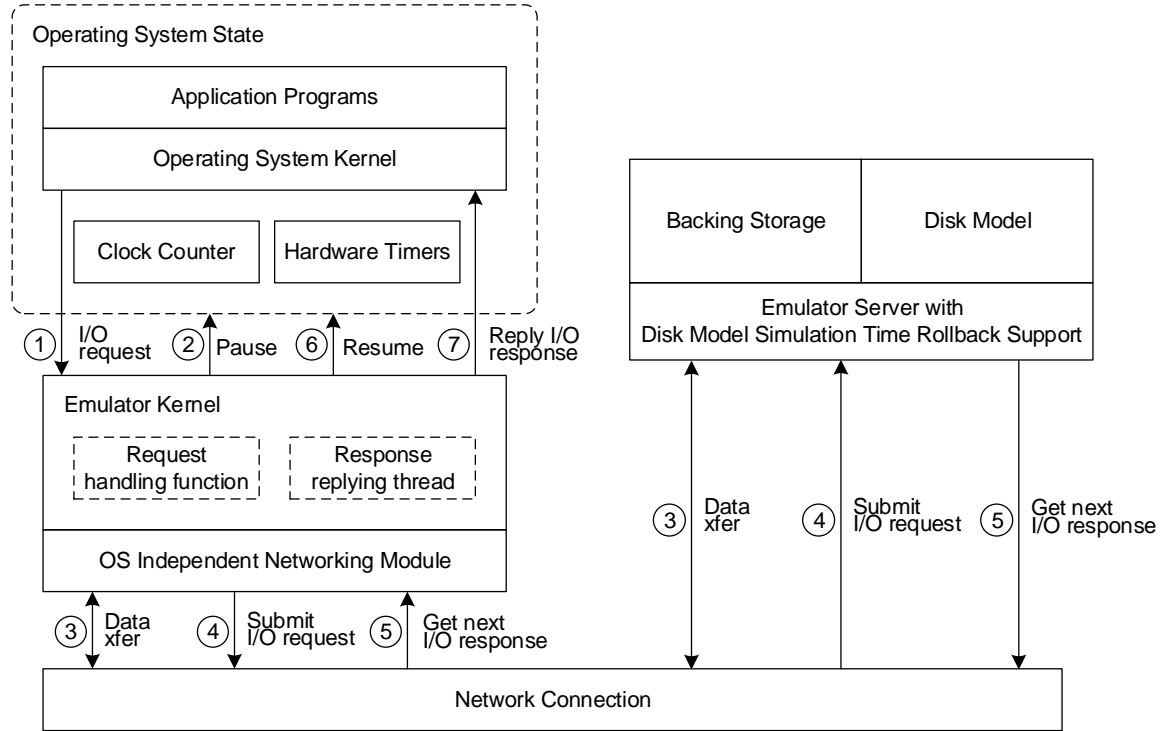 Operating System State
Application Programs
Operating System Kernel
Clock Counter
Hardware Timers
1
I/O
request
2
Pause
6
Resume
7
Reply I/O
response
Emulator Kernel
Request
handling function
Response
replying thread
OS Independent Networking Module
3
Data
xfer
4
Submit
I/O request
5
Get next
I/O response
Backing Storage
Disk Model
Emulator Server with
Disk Model Simulation Time Rollback Support
3
Data
xfer
4
Submit
I/O request
5
Get next
I/O response
Network Connection